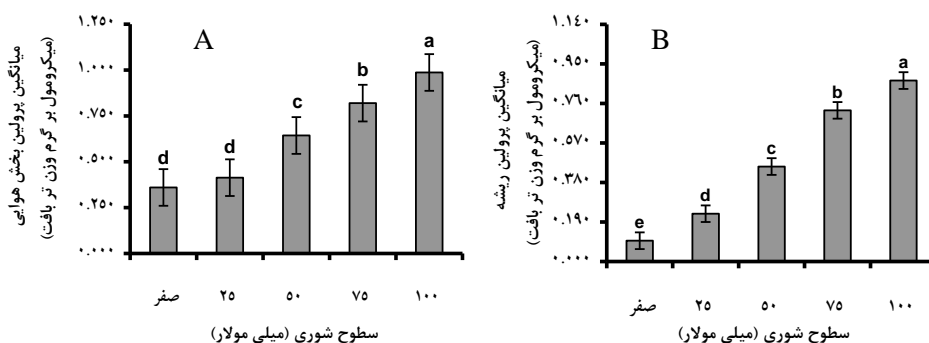 A
میانگین پرولین بخش هوایی
(میکرومول بر گرم وزن تر بافت)
۱.۲۵۰
۱.۰۰۰
۰.۷۵۰
۰.۵۰۰
۰.۲۵۰
۰.۰۰۰
d
d
c
b
a
صفر
۲۵
۵۰
۷۵
۱۰۰
سطوح شوری (میلی مولار)
B
میانگین پرولین ریشه
(میکرومول بر گرم وزن تر بافت)
۱.۱۴۰
۰.۹۵۰
۰.۷۶۰
۰.۵۷۰
۰.۳۸۰
۰.۱۹۰
۰.۰۰۰
e
d
c
b
a
صفر
۲۵
۵۰
۷۵
۱۰۰
سطوح شوری (میلی مولار)